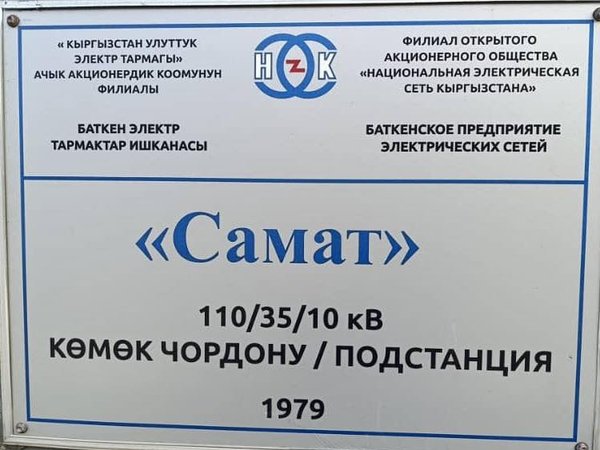 « КЫРГЫЗСТАН УЛУТТУК
ЭЛЕКТР ТАРМАГЫ»
АЧЫК АКЦИОНЕРДИК КООМУНУН
ФИЛИАЛЫ
БАТКЕН ЭЛЕКТР
ТАРМАКТАР ИШКАНАСЫ
НZК
ФИЛИАЛ ОТКРЫТОГО
АКЦИОНЕРНОГО ОБЩЕСТВА
«НАЦИОНАЛЬНАЯ ЭЛЕКТРИЧЕСКАЯ
СЕТЬ КЫРГЫЗСТАНА»
БАТКЕНСКОЕ ПРЕДПРИЯТИЕ
ЭЛЕКТРИЧЕСКИХ СЕТЕЙ
«Самат»
110/35/10 кВ
КӨМӨК ЧОРДОНУ / ПОДСТАНЦИЯ
1979